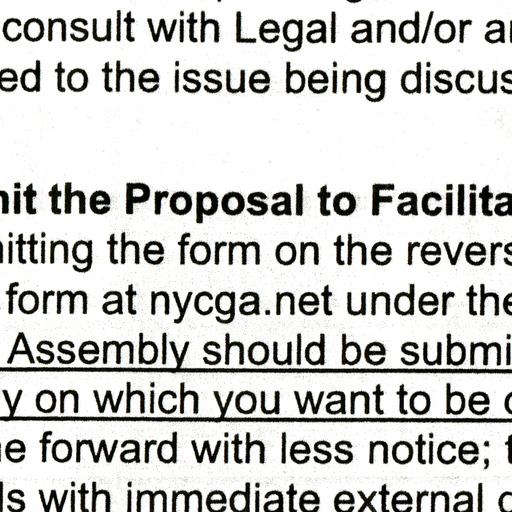 consult with Legal and/or a
ed to the issue being discus
nit the Proposal to Facilita
itting the form on the revers
form at nycga.net under the
Assembly should be submi
y on which you want to be
e forward with less notice; t
ls with immediate external